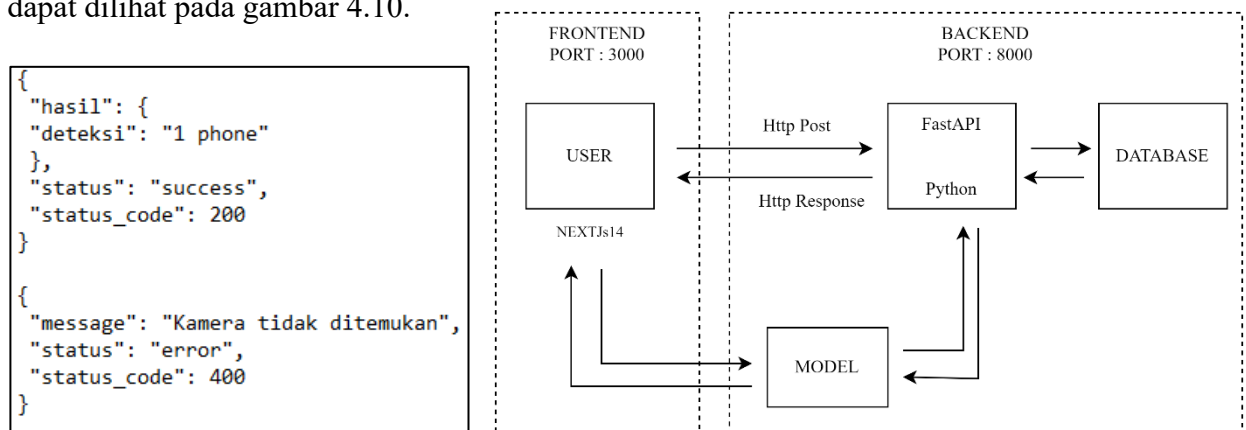 dapat dilihat pada gambar 4.10.
{
"hasil": {
"deteksi": "1 phone"
},
"status": "success",
"status_code": 200
}
{
"message": "Kamera tidak ditemukan",
"status": "error",
"status_code": 400
}
FRONTEND
PORT : 3000
USER
NEXTJs14
Http Post
Http Response
BACKEND
PORT : 8000
FastAPI
Python
DATABASE
MODEL